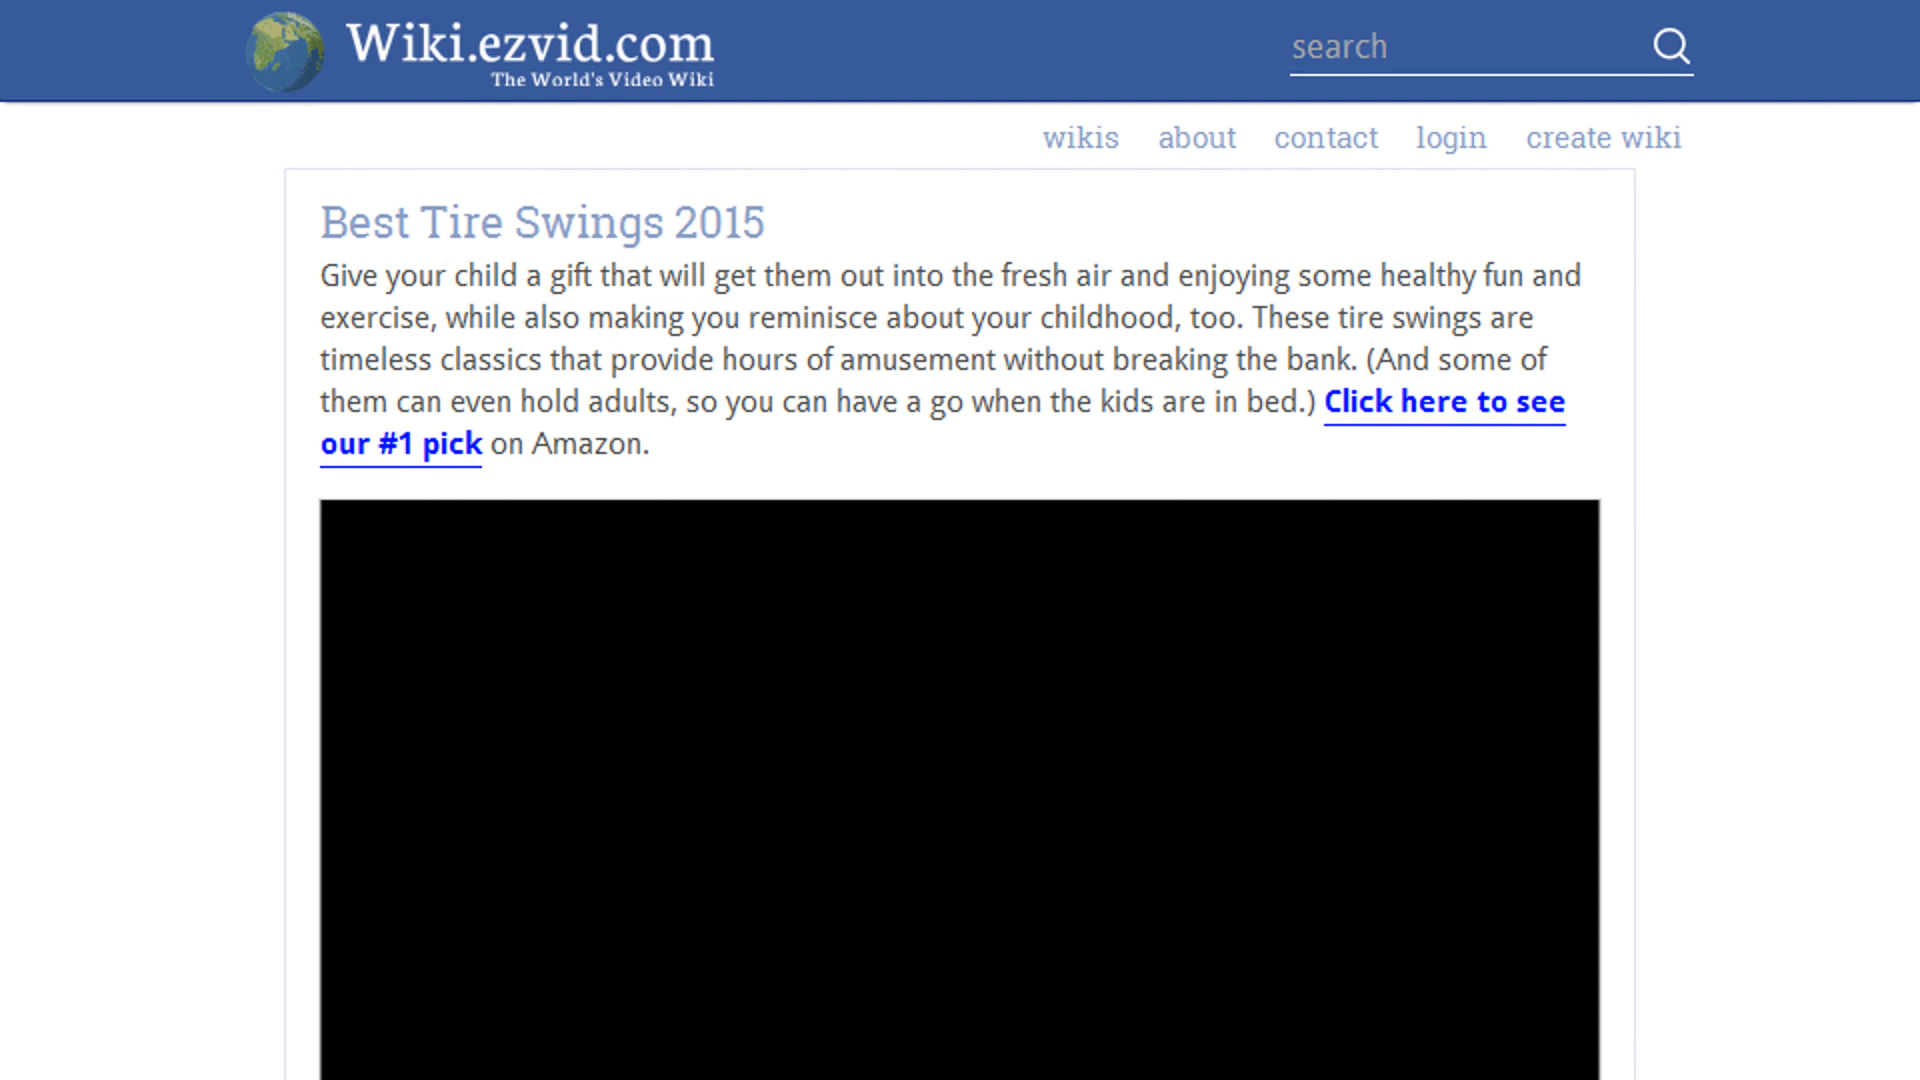 Wiki.ezvid.com
The World's Video Wiki
search
wikis about contact login create wiki
Best Tire Swings 2015
Give your child a gift that will get them out into the fresh air and enjoying some healthy fun and
exercise, while also making you reminisce about your childhood, too. These tire swings are
timeless classics that provide hours of amusement without breaking the bank. (And some of
them can even hold adults, so you can have a go when the kids are in bed.) Click here to see
our #1 pick on Amazon.